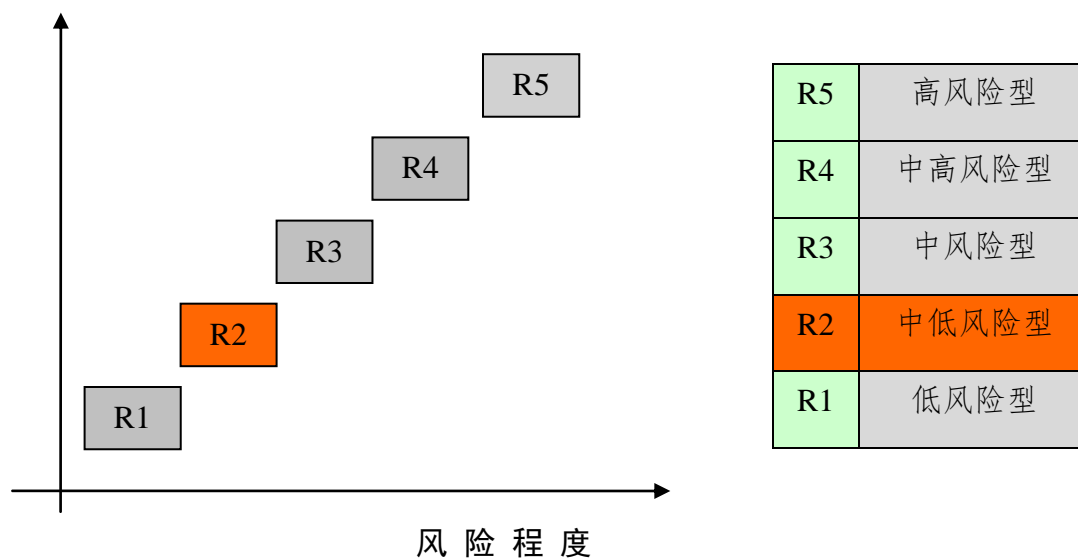 R5
R4
R3
R2
R1
风险程度
R5 高风险型
R4 中高风险型
R3 中风险型
R2 中低风险型
R1 低风险型